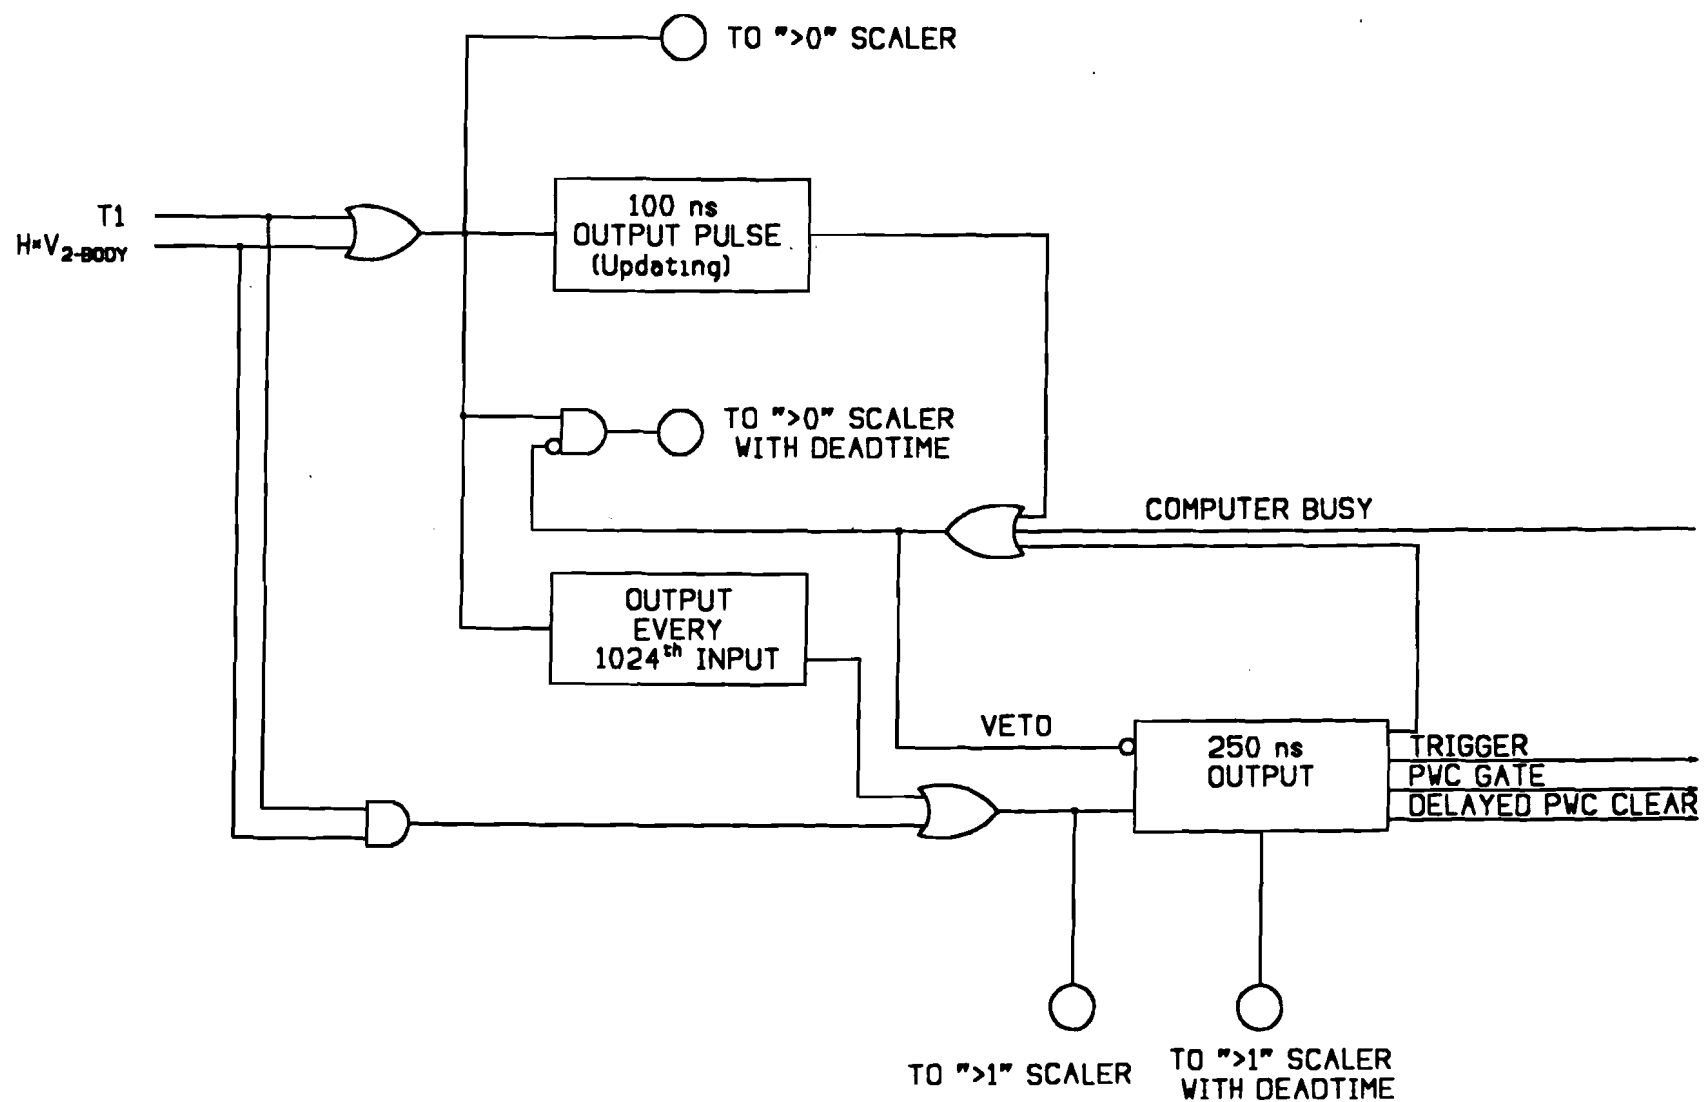 TO ">0" SCALER
T1
H*V2-BODY
100 ns
OUTPUT PULSE
(Updating)
TO ">0" SCALER
WITH DEADTIME
COMPUTER BUSY
OUTPUT
EVERY
1024th INPUT
VETO
250 ns
OUTPUT
TRIGGER
PWC GATE
DELAYED PWC CLEAR
TO ">1" SCALER
TO ">1" SCALER
WITH DEADTIME